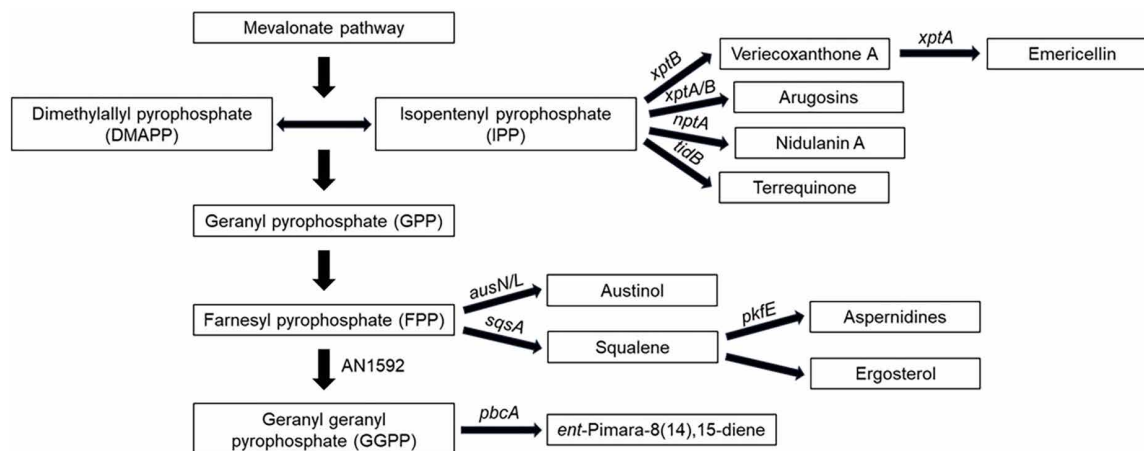 Mevalonate pathway
xptB
Veriecoxanthone A
xptA
Emericellin
Dimethylallyl pyrophosphate
(DMAPP)
Isopentenyl pyrophosphate
(IPP)
xptA/B
Arugosins
nptA
Nidulanin A
tidB
Terrequinone
Geranyl pyrophosphate (GPP)
Farnesyl pyrophosphate (FPP)
ausN/L
Austinol
sqsA
Squalene
pkfE
Aspernidines
Ergosterol
AN1592
Geranyl geranyl
pyrophosphate (GGPP)
pbcA
ent-Pimara-8(14),15-diene